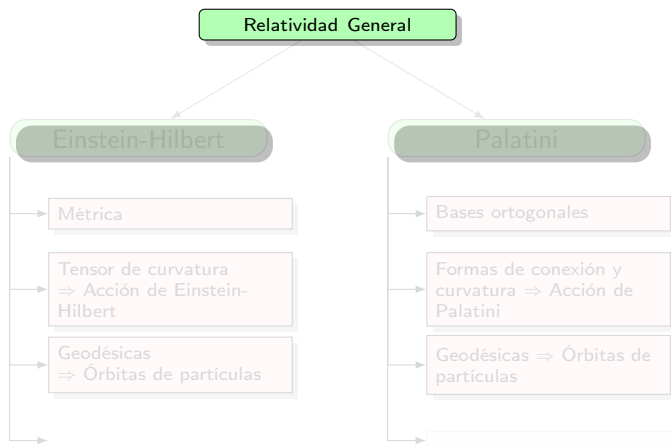 Relatividad General
Einstein-Hilbert
Palatini
Métrica
Tensor de curvatura
⇒ Acción de Einstein-
Hilbert
Geodésicas
⇒ Órbitas de partículas
Bases ortogonales
Formas de conexión y
curvatura ⇒ Acción de
Palatini
Geodésicas ⇒ Órbitas de
partículas